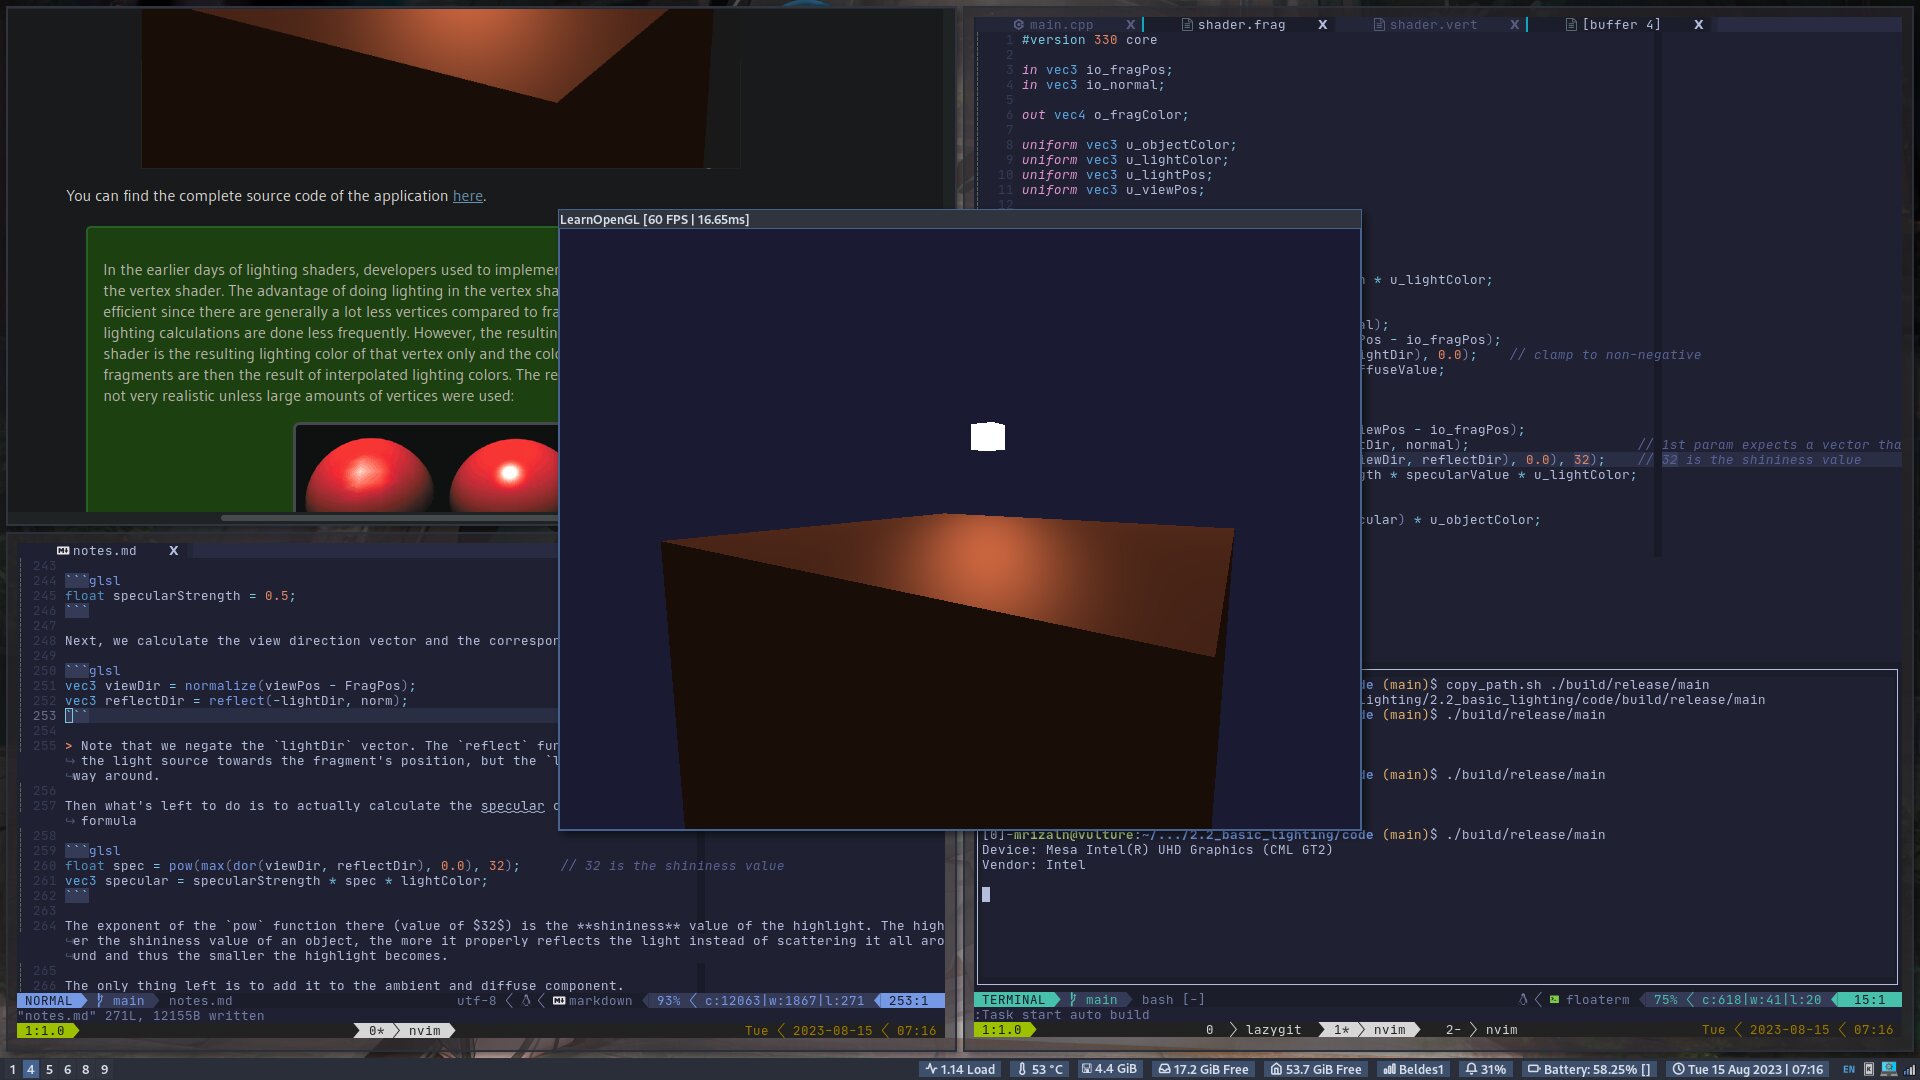 You can find the complete source code of the application here.
In the earlier days of lighting shaders, developers used to
the vertex shader. The advantage of doing lighting in the vertex
efficient since there are generally a lot less vertices compared to
lighting calculations are done less frequently. However, the
shader is the resulting lighting color of that vertex only and the
fragments are then the result of interpolated lighting colors. The
not very realistic unless large amounts of vertices were used:
main.cpp X shader.frag X shader.vert X [buffer 4] X
1 #version 330 core
2
3 in vec3 io_fragPos;
4 in vec3 io_normal;
5
6 out vec4 o_fragColor;
7
8 uniform vec3 u_objectColor;
9 uniform vec3 u_lightColor;
10 uniform vec3 u_lightPos;
11 uniform vec3 u_viewPos;
12
* u_lightColor;
al);
Pos - io_fragPos);
ightDir), 0.0); // clamp to non-negative
ffuseValue;
iewPos - io_fragPos);
tDir, normal); // 1st param expects a vector tha
iewDir, reflectDir), 0.0), 32); // 32 is the shininess value
gth * specularValue * u_lightColor;
cular) * u_objectColor;
LearnOpenGL [60 FPS | 16.65ms]
notes.md X
243
244 ```glsl
245 float specularStrength = 0.5;
246 ```
247
248 Next, we calculate the view direction vector and the
249
250 ```glsl
251 vec3 viewDir = normalize(viewPos - FragPos);
252 vec3 reflectDir = reflect(-lightDir, norm);
253 ```
254
255 > Note that we negate the `lightDir` vector. The `reflect`
the light source towards the fragment's position, but the
way around.
256
257 Then what's left to do is to actually calculate the specular
formula
258
259 ```glsl
260 float spec = pow(max(dor(viewDir, reflectDir), 0.0), 32); // 32 is the shininess value
261 vec3 specular = specularStrength * spec * lightColor;
262 ```
263
264 The exponent of the `pow` function there (value of $32$) is the **shininess** value of the highlight. The high
er the shininess value of an object, the more it properly reflects the light instead of scattering it all aro
und and thus the smaller the highlight becomes.
265
266 The only thing left is to add it to the ambient and diffuse component.
NORMAL main notes.md utf-8 markdown 93% c:12063|w:1867|l:271 253:1
"notes.md" 271L, 12155B written
1:1.0 0* nvim Tue 2023-08-15 07:16
de (main)$ copy_path.sh ./build/release/main
ighting/2.2_basic_lighting/code/build/release/main
de (main)$ ./build/release/main
de (main)$ ./build/release/main
[0]-mrizaln@Vulture:~/.../2.2_basic_lighting/code (main)$ ./build/release/main
Device: Mesa Intel(R) UHD Graphics (CML GT2)
Vendor: Intel
TERMINAL main bash [-] floaterm 75% c:618|w:41|l:20 15:1
:Task start auto build
1:1.0 0 lazygit 1* nvim 2- nvim Tue 2023-08-15 07:16
1 4 5 6 8 9 1.14 Load 53 °C 4.4 GiB 17.2 GiB Free 53.7 GiB Free Beldes1 31% Battery: 58.25% [] Tue 15 Aug 2023 | 07:16 EN